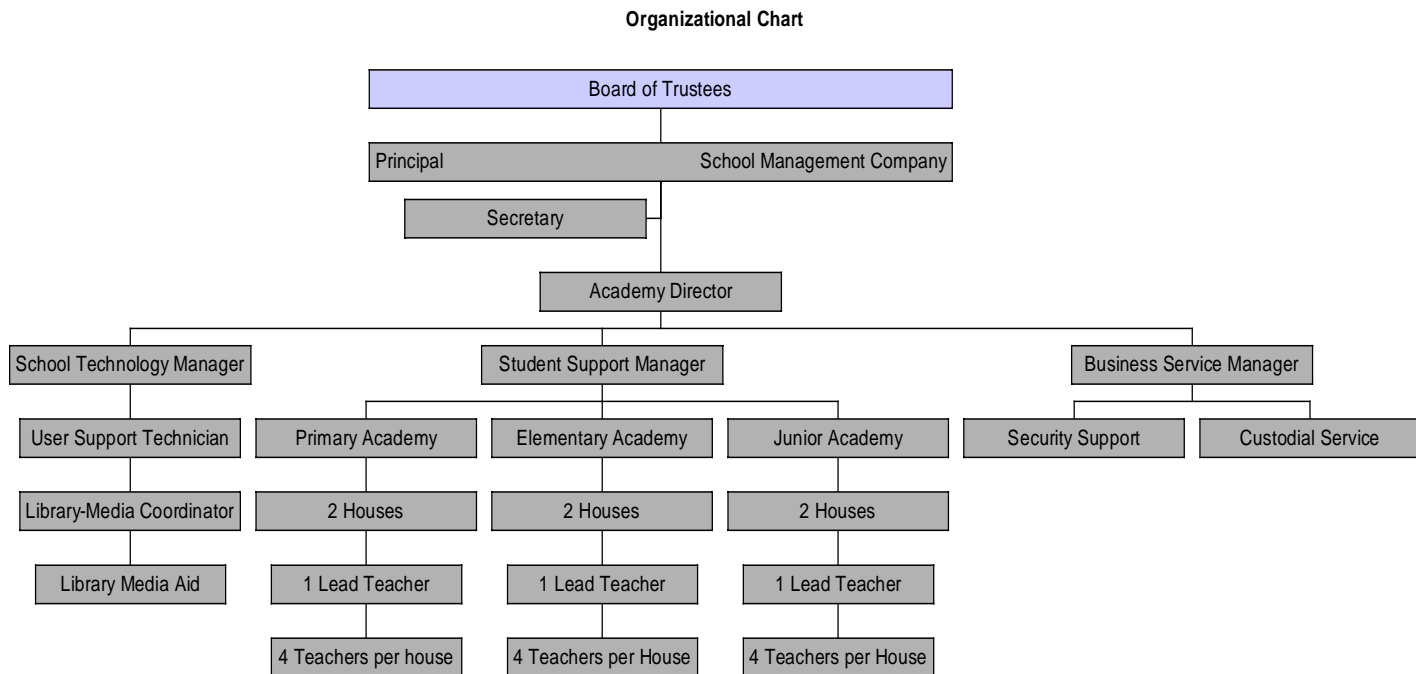 Organizational Chart
Board of Trustees
Principal School Management Company
Secretary
Academy Director
School Technology Manager
Student Support Manager
Business Service Manager
User Support Technician
Primary Academy
Elementary Academy
Junior Academy
Security Support
Custodial Service
Library-Media Coordinator
2 Houses
2 Houses
2 Houses
Library Media Aid
1 Lead Teacher
1 Lead Teacher
1 Lead Teacher
4 Teachers per house
4 Teachers per House
4 Teachers per House